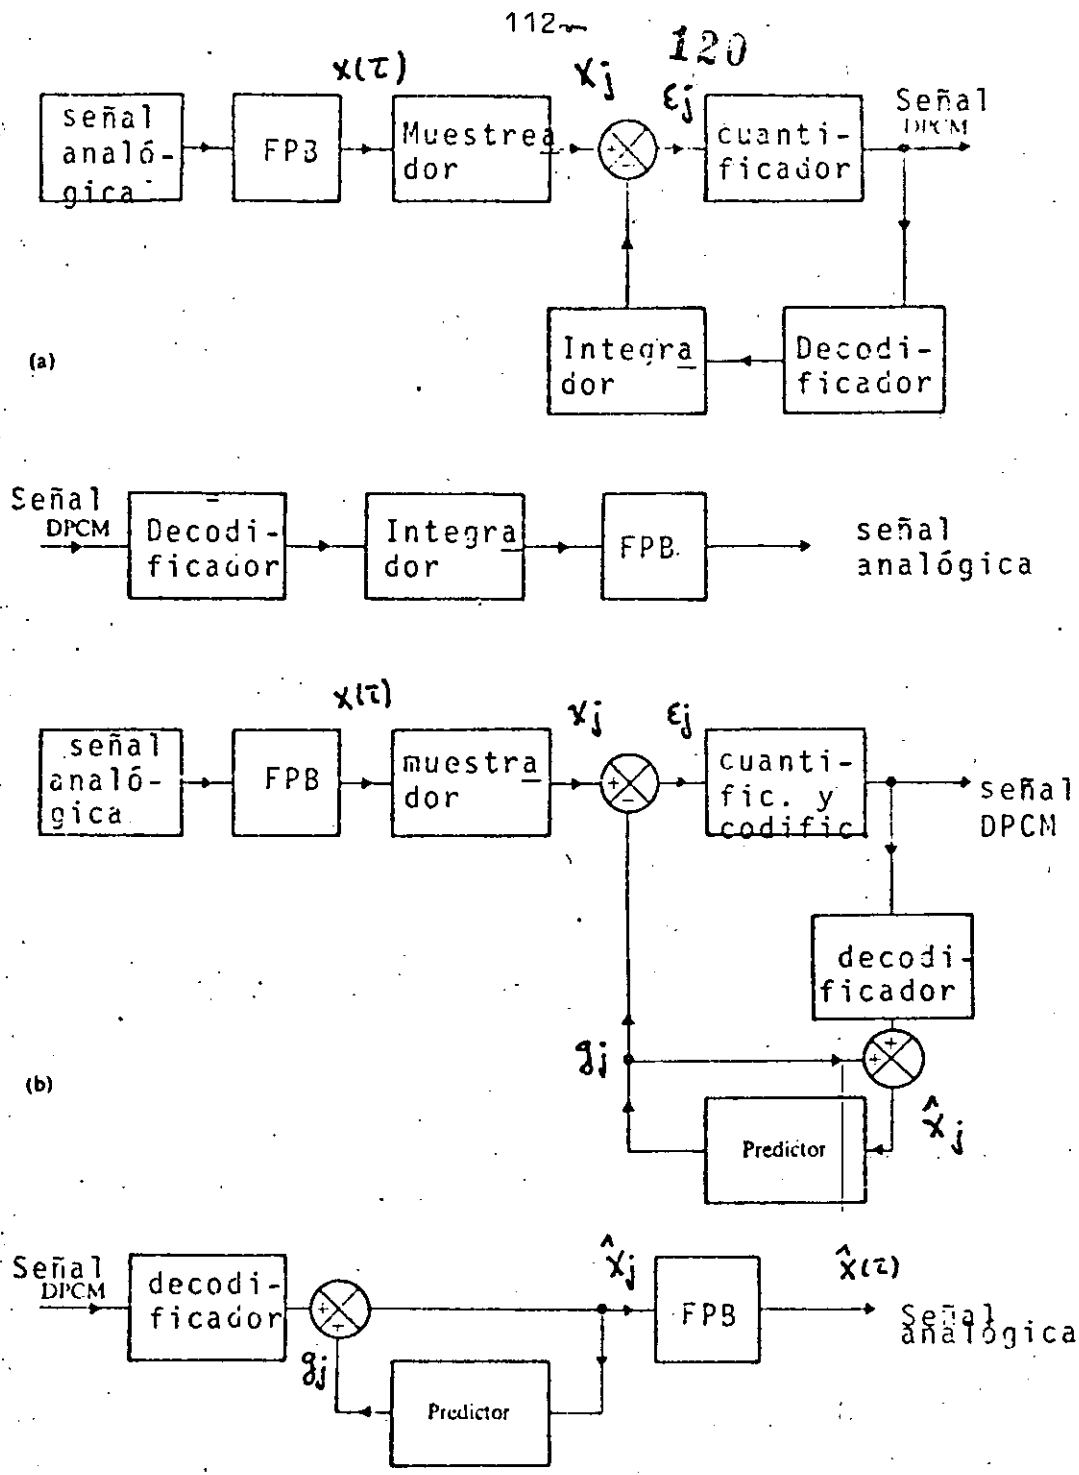 112
120
x(τ)
xj
εj
señal
analó-
gica
FPB
Muestrea
dor
+
-
cuanti-
ficador
Señal
DPCM
(a)
Integra
dor
Decodi-
ficador
Señal
DPCM
Decodi-
ficador
Integra
dor
FPB
señal
analógica
x(τ)
xj
εj
señal
analó-
gica
FPB
muestra
dor
+
-
cuanti-
fic. y
codific
señal
DPCM
decodi-
ficador
gj
+
+
(b)
x̂j
Predictor
Señal
DPCM
decodi-
ficador
+
+
gj
x̂j
FPB
x̂(τ)
Señal
analógica
Predictor